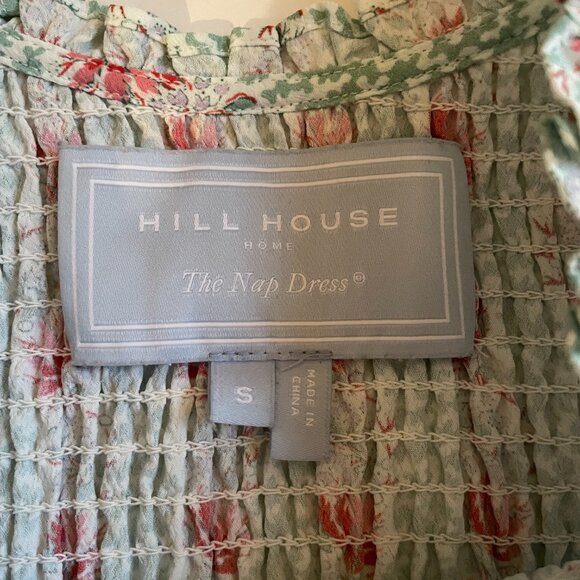 HILL HOUSE
HOME
The Nap Dress®
S
MADE IN
CHINA